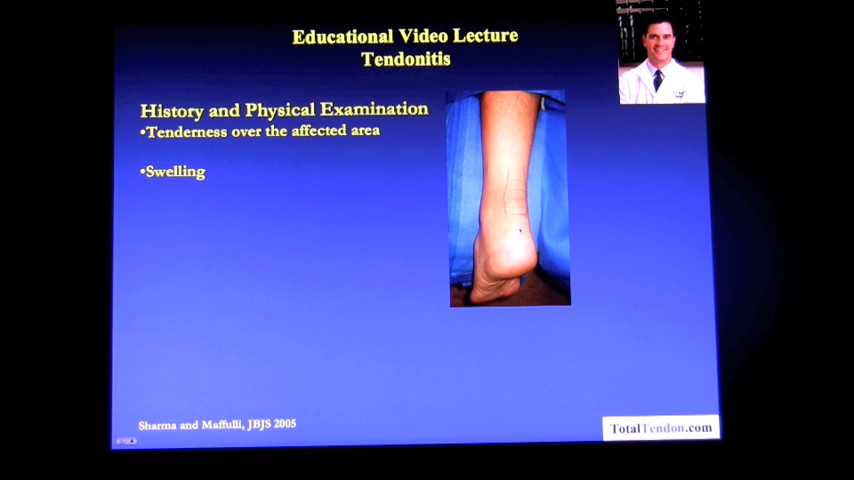 Educational Video Lecture
Tendonitis
History and Physical Examination
•Tenderness over the affected area
•Swelling
Sharma and Maffulli, JBJS 2005
TotalTendon.com